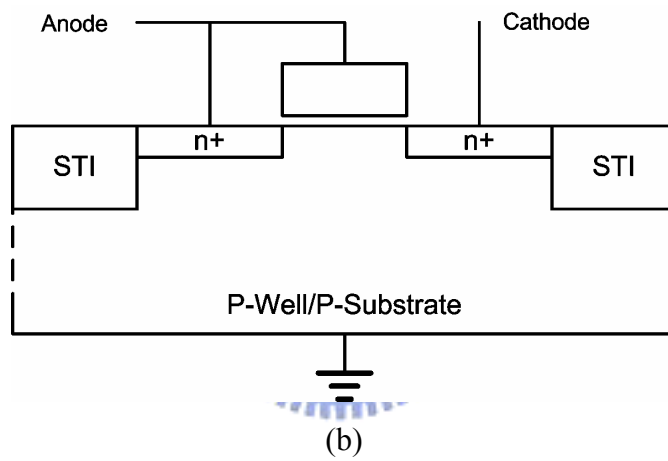 Anode
Cathode
n+
n+
STI
STI
P-Well/P-Substrate
(b)